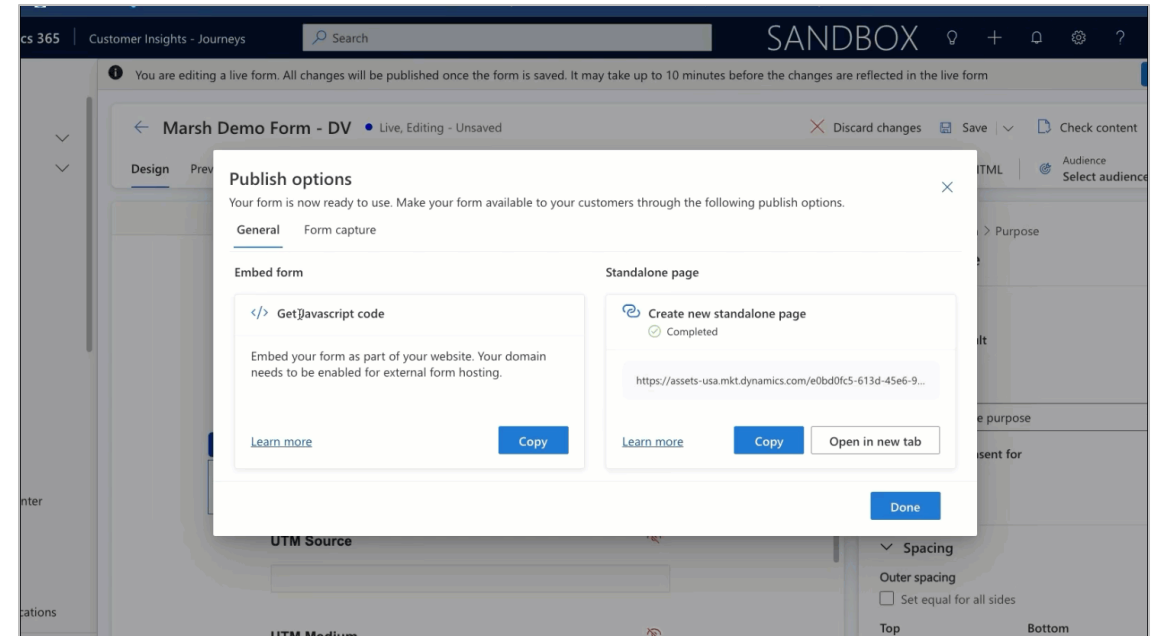 cs 365 Customer Insights - Journeys Search SANDBOX ?
You are editing a live form. All changes will be published once the form is saved. It may take up to 10 minutes before the changes are reflected in the live form
Marsh Demo Form - DV Live, Editing - Unsaved Discard changes Save Check content
Design Prev TML Audience
Select audience
Publish options
Your form is now ready to use. Make your form available to your customers through the following publish options.
General Form capture
> Purpose
Embed form Standalone page
</> Get Javascript code
Create new standalone page
Completed
ult
Embed your form as part of your website. Your domain
needs to be enabled for external form hosting.
https://assets-usa.mkt.dynamics.com/e0bd0fc5-613d-45e6-9...
e purpose
Learn more Copy Learn more Copy Open in new tab
sent for
nter
Done
UTM Source
Spacing
Outer spacing
Set equal for all sides
cations
UTM Medium
Top Bottom